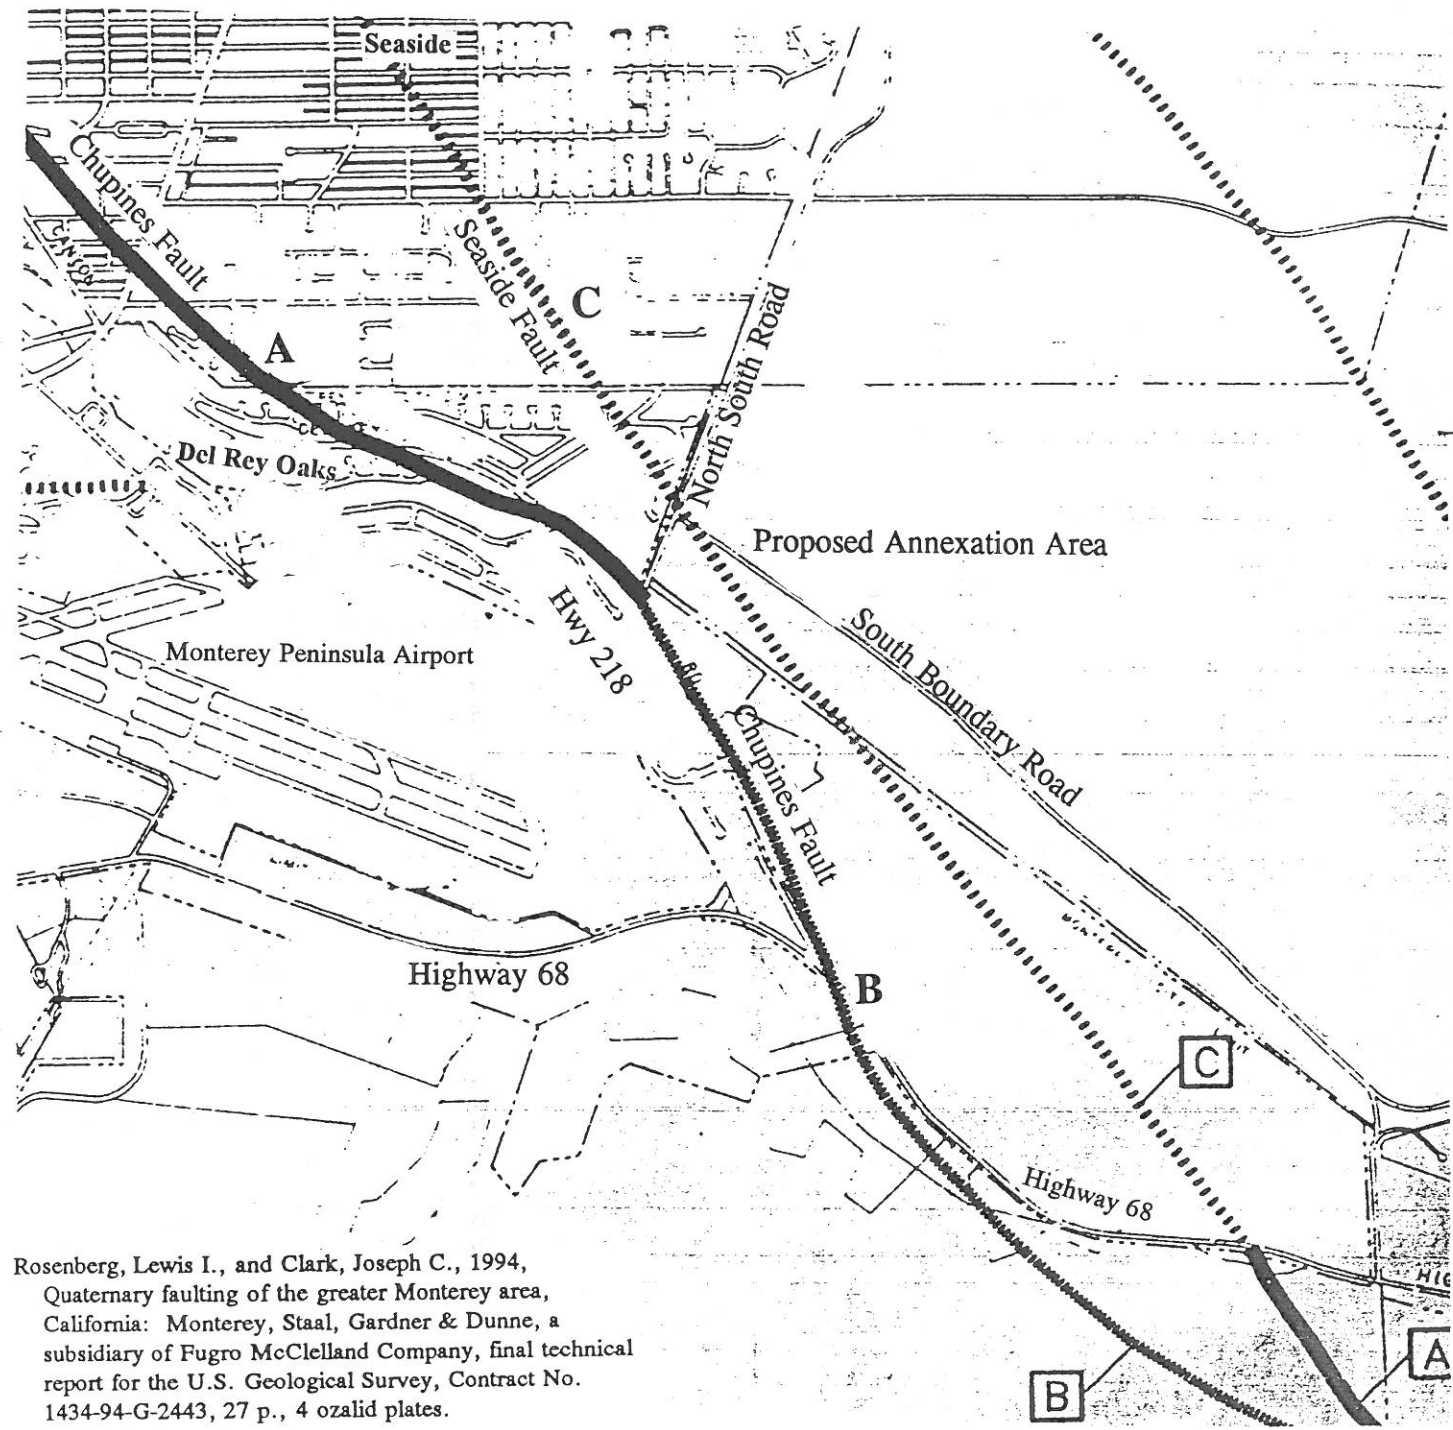 Seaside
Chupines Fault
CANYON
Seaside Fault
C
A
North South Road
Del Rey Oaks
Proposed Annexation Area
Hwy 218
South Boundary Road
Monterey Peninsula Airport
Chupines Fault
Highway 68
B
C
Highway 68
Rosenberg, Lewis I., and Clark, Joseph C., 1994,
Quaternary faulting of the greater Monterey area,
California: Monterey, Staal, Gardner & Dunne, a
subsidiary of Fugro McClelland Company, final technical
report for the U.S. Geological Survey, Contract No.
1434-94-G-2443, 27 p., 4 ozalid plates.
A
B